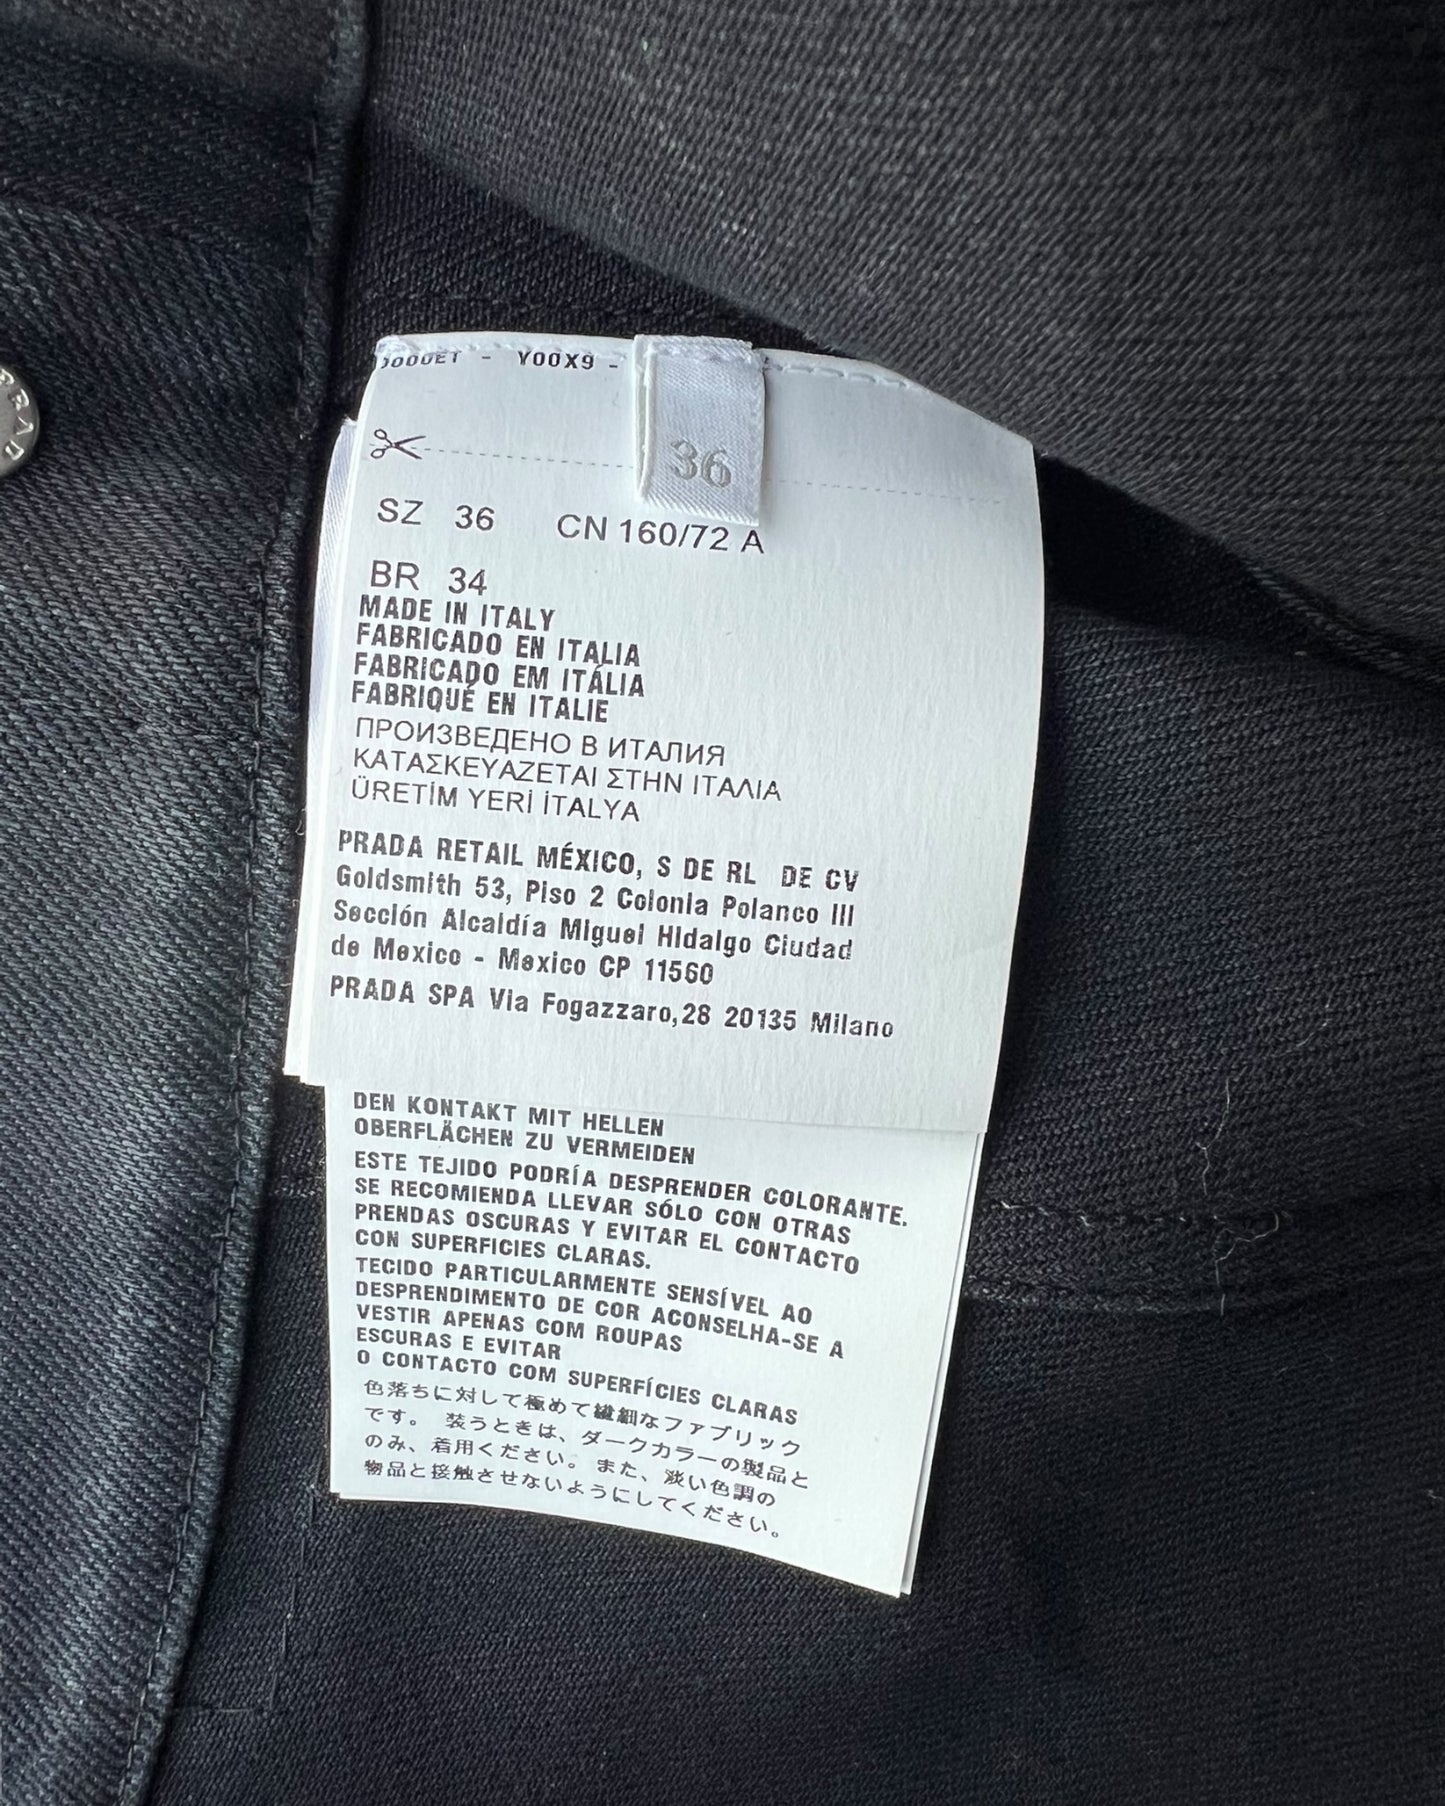 Y00X9 -
36
SZ 36 CN 160/72 A
BR 34
MADE IN ITALY
FABRICADO EN ITALIA
FABRICADO EM ITÁLIA
FABRIQUÉ EN ITALIE
ПРОИЗВЕДЕНО В ИТАЛИЯ
ΚΑΤΑΣΚΕΥΑΖΕΤΑΙ ΣΤΗΝ ΙΤΑΛΙΑ
ÜRETİM YERİ İTALYA
PRADA RETAIL MÉXICO, S DE RL DE CV
Goldsmith 53, Piso 2 Colonia Polanco III
Sección Alcaldía Miguel Hidalgo Ciudad
de Mexico - Mexico CP 11560
PRADA SPA Via Fogazzaro,28 20135 Milano
DEN KONTAKT MIT HELLEN
OBERFLÄCHEN ZU VERMEIDEN
ESTE TEJIDO PODRÍA DESPRENDER COLORANTE.
SE RECOMIENDA LLEVAR SÓLO CON OTRAS
PRENDAS OSCURAS Y EVITAR EL CONTACTO
CON SUPERFICIES CLARAS.
TECIDO PARTICULARMENTE SENSÍVEL AO
DESPRENDIMENTO DE COR ACONSELHA-SE A
VESTIR APENAS COM ROUPAS
ESCURAS E EVITAR
O CONTACTO COM SUPERFÍCIES CLARAS
色落ちに対して極めて繊細なファブリック
です。 装うときは、ダークカラーの製品と
のみ、着用ください。また、淡い色調の
物品と接触させないようにしてください。